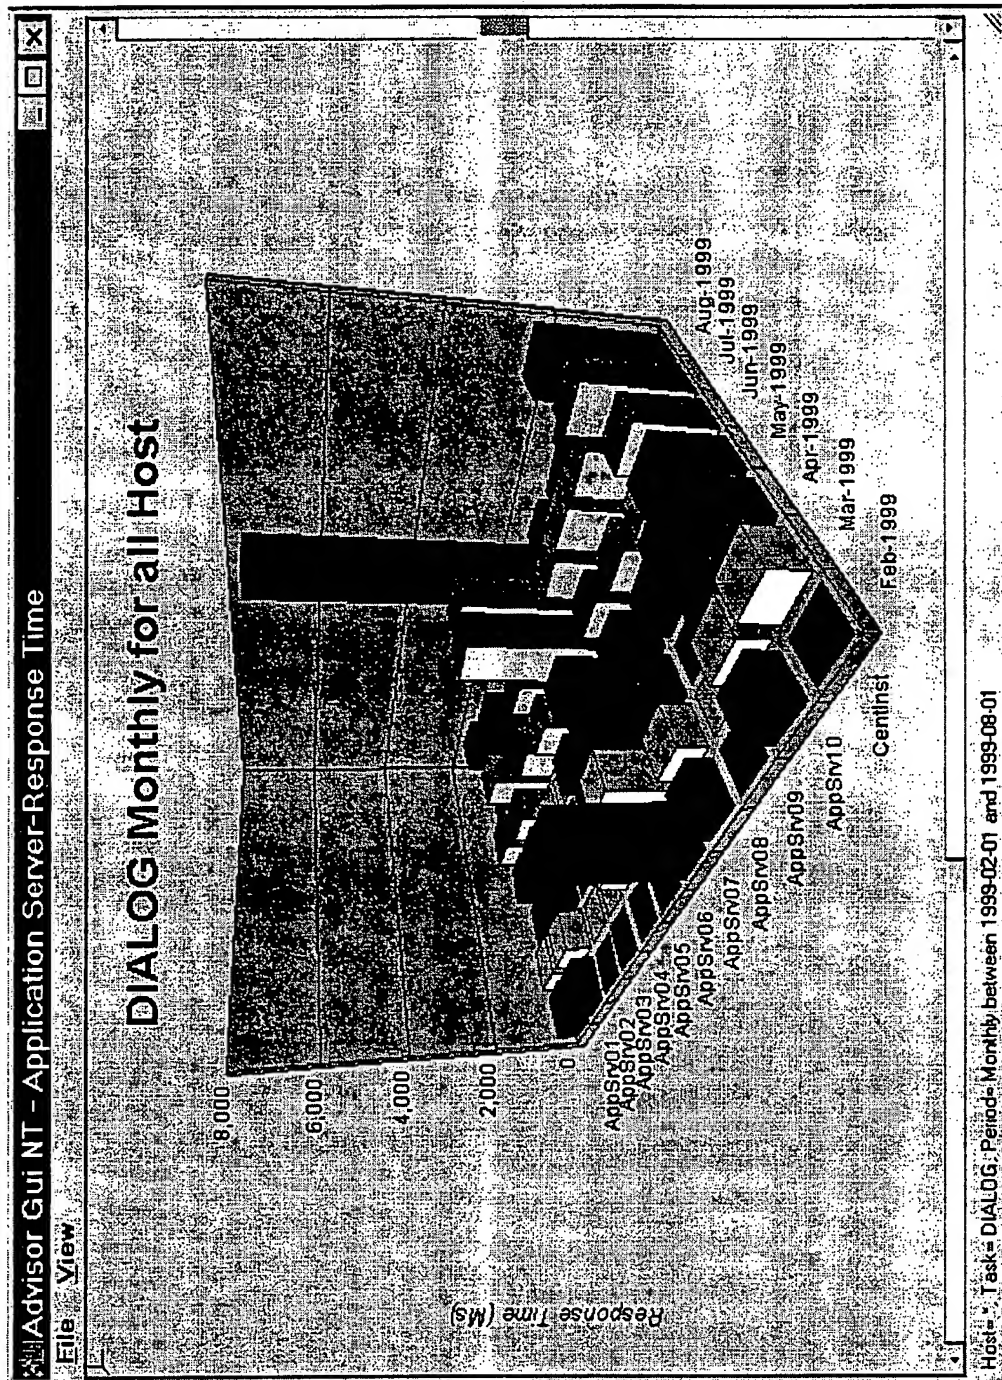 Advisor Gui NT - Application Server-Response Time
File View
DIALOG Monthly for all Host
Response Time (Ms)
8,000
6,000
4,000
2,000
0
AppSrv01
AppSrv02
AppSrv03
AppSrv04
AppSrv05
AppSrv06
AppSrv07
AppSrv08
AppSrv09
AppSrv10
CentInst
Feb-1999
Mar-1999
Apr-1999
May-1999
Jun-1999
Jul-1999
Aug-1999
Host= *, Task= DIALOG, Period= Monthly between 1999-02-01 and 1999-08-01